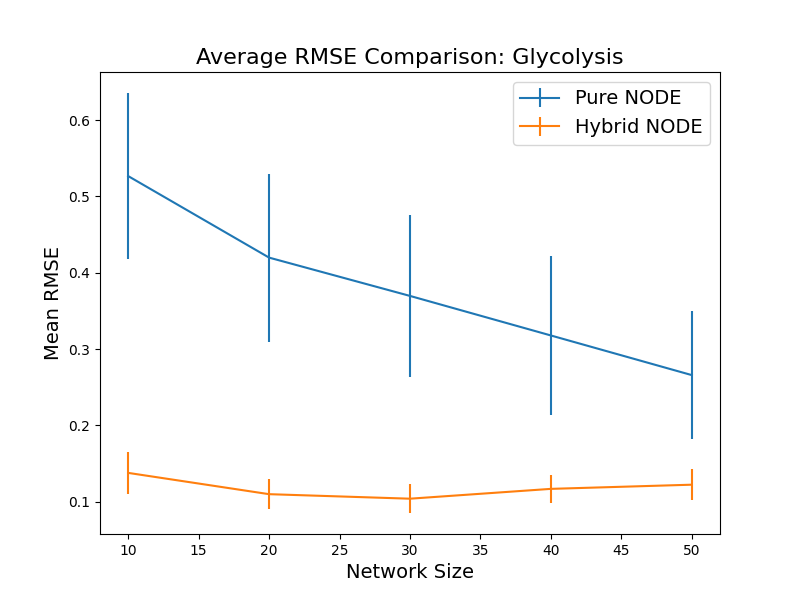 Average RMSE Comparison: Glycolysis
Pure NODE
Hybrid NODE
Mean RMSE
0.6
0.5
0.4
0.3
0.2
0.1
10 15 20 25 30 35 40 45 50
Network Size